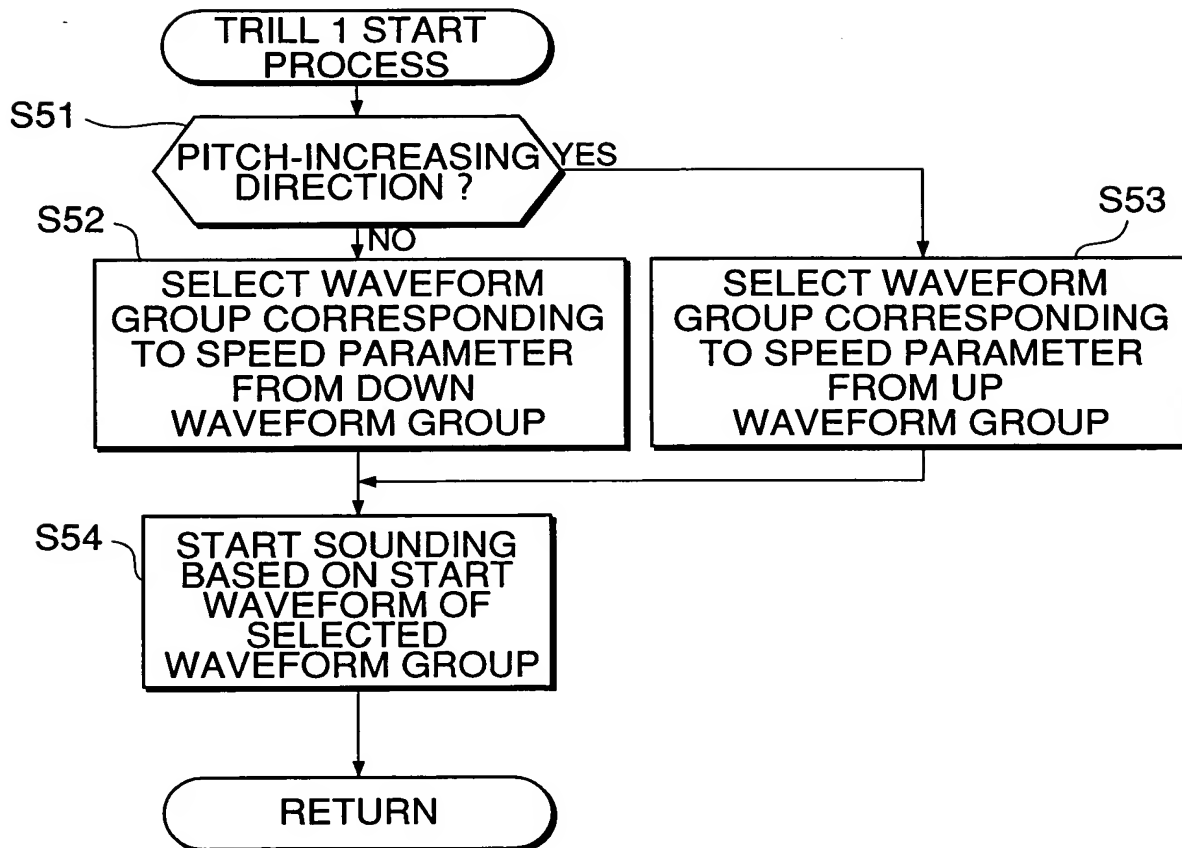 TRILL 1 START
PROCESS
S51
PITCH-INCREASING
DIRECTION ?
YES
NO
S52
SELECT WAVEFORM
GROUP CORRESPONDING
TO SPEED PARAMETER
FROM DOWN
WAVEFORM GROUP
S53
SELECT WAVEFORM
GROUP CORRESPONDING
TO SPEED PARAMETER
FROM UP
WAVEFORM GROUP
S54
START SOUNDING
BASED ON START
WAVEFORM OF
SELECTED
WAVEFORM GROUP
RETURN